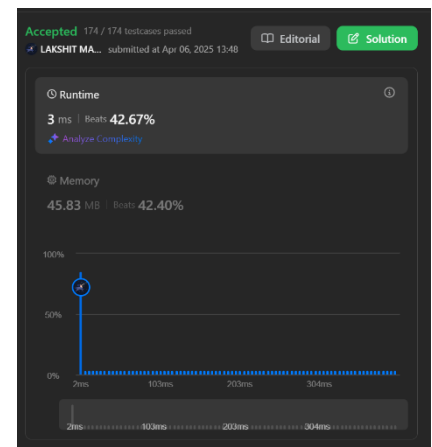 Accepted 174 / 174 testcases passed
LAKSHIT MA... submitted at Apr 06, 2025 13:48
Editorial
Solution
Runtime
3 ms | Beats 42.67%
Analyze Complexity
Memory
45.83 MB | Beats 42.40%
100%
50%
0%
2ms 103ms 203ms 304ms
2ms 103ms 203ms 304ms